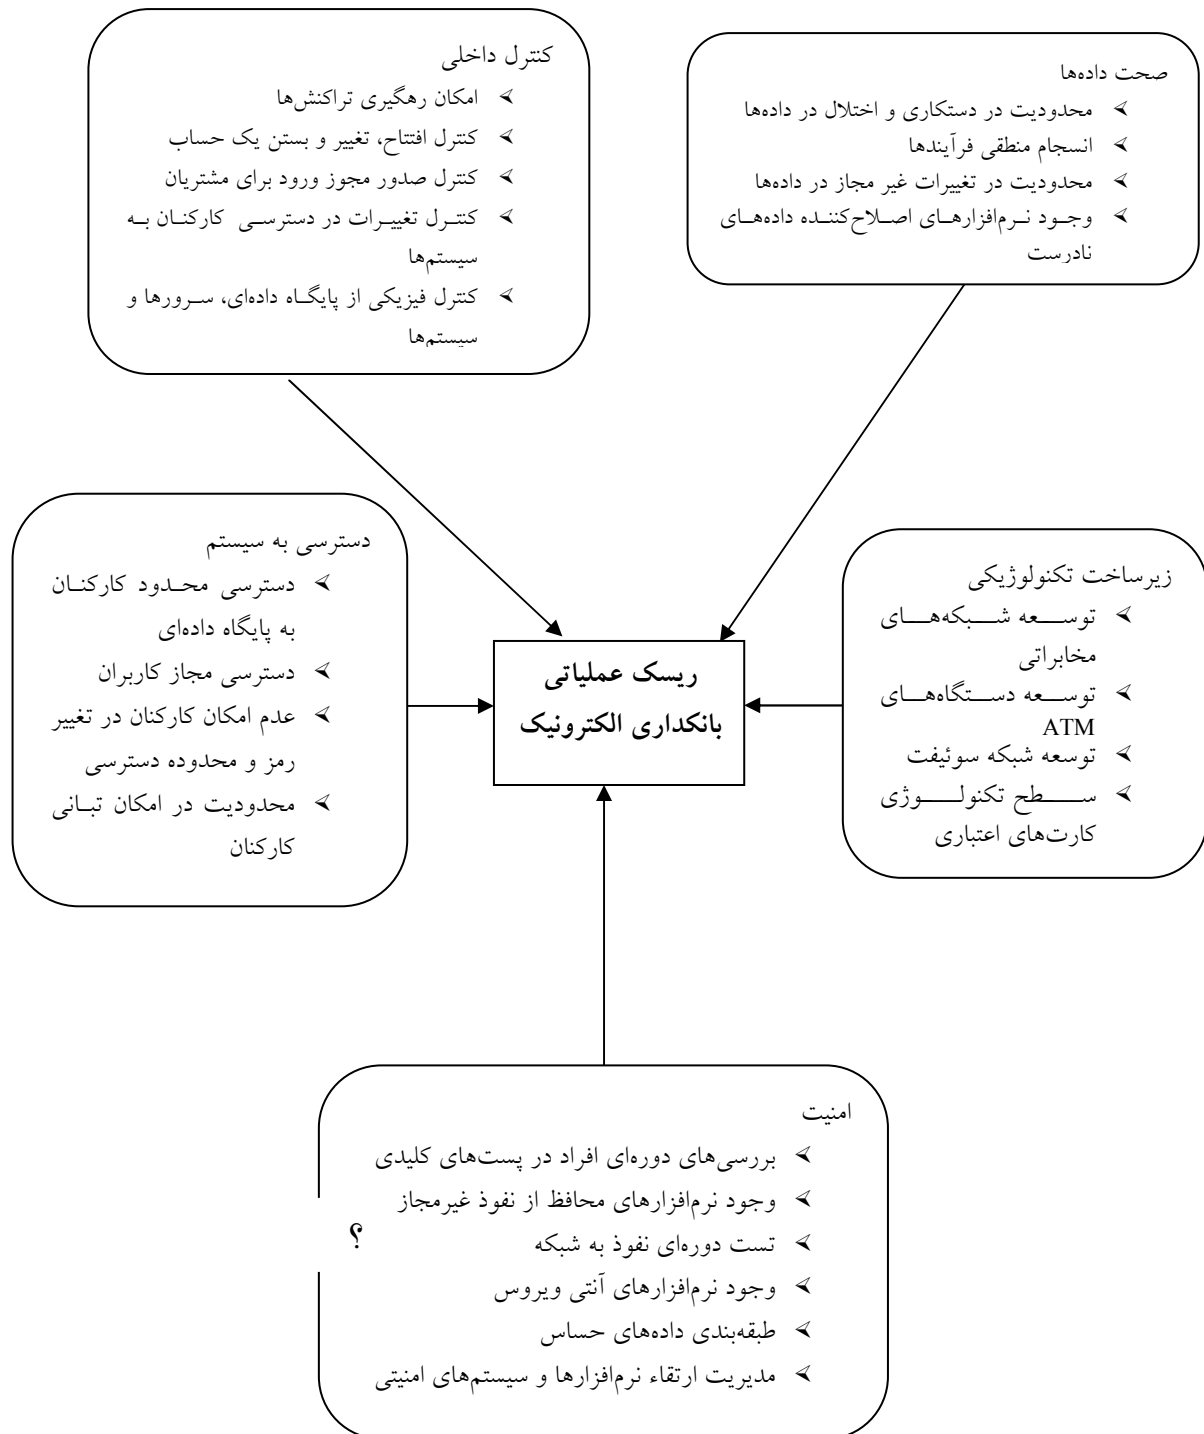 کنترل داخلی
امکان رهگیری تراکنش‌ها
کنترل افتتاح، تغییر و بستن یک حساب
کنترل صدور مجوز ورود برای مشتریان
کنترل تغییرات در دسترسی کارکنان به
سیستم‌ها
کنترل فیزیکی از پایگاه داده‌ای، سرورها و
سیستم‌ها
صحت داده‌ها
محدودیت در دستکاری و اختلال در داده‌ها
انسجام منطقی فرآیندها
محدودیت در تغییرات غیر مجاز در داده‌ها
وجود نرم‌افزارهای اصلاح‌کننده داده‌های
نادرست
دسترسی به سیستم
دسترسی محدود کارکنان
به پایگاه داده‌ای
دسترسی مجاز کاربران
عدم امکان کارکنان در تغییر
رمز و محدوده دسترسی
محدودیت در امکان تبانی
کارکنان
ریسک عملیاتی
بانکداری الکترونیک
زیرساخت تکنولوژیکی
توسعه شبکه‌های
مخابراتی
توسعه دستگاه‌های
ATM
توسعه شبکه سوئیفت
سطح تکنولوژی
کارت‌های اعتباری
امنیت
بررسی‌های دوره‌ای افراد در پست‌های کلیدی
وجود نرم‌افزارهای محافظ از نفوذ غیرمجاز
تست دوره‌ای نفوذ به شبکه
؟
وجود نرم‌افزارهای آنتی ویروس
طبقه‌بندی داده‌های حساس
مدیریت ارتقاء نرم‌افزارها و سیستم‌های امنیتی